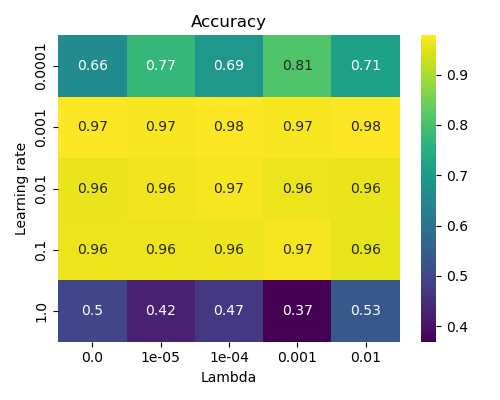 Accuracy
0.0001 0.66 0.77 0.69 0.81 0.71
0.001 0.97 0.97 0.98 0.97 0.98
0.01 0.96 0.96 0.97 0.96 0.96
0.1 0.96 0.96 0.96 0.97 0.96
1.0 0.5 0.42 0.47 0.37 0.53
0.0 1e-05 1e-04 0.001 0.01
Lambda
Learning rate
0.9
0.8
0.7
0.6
0.5
0.4